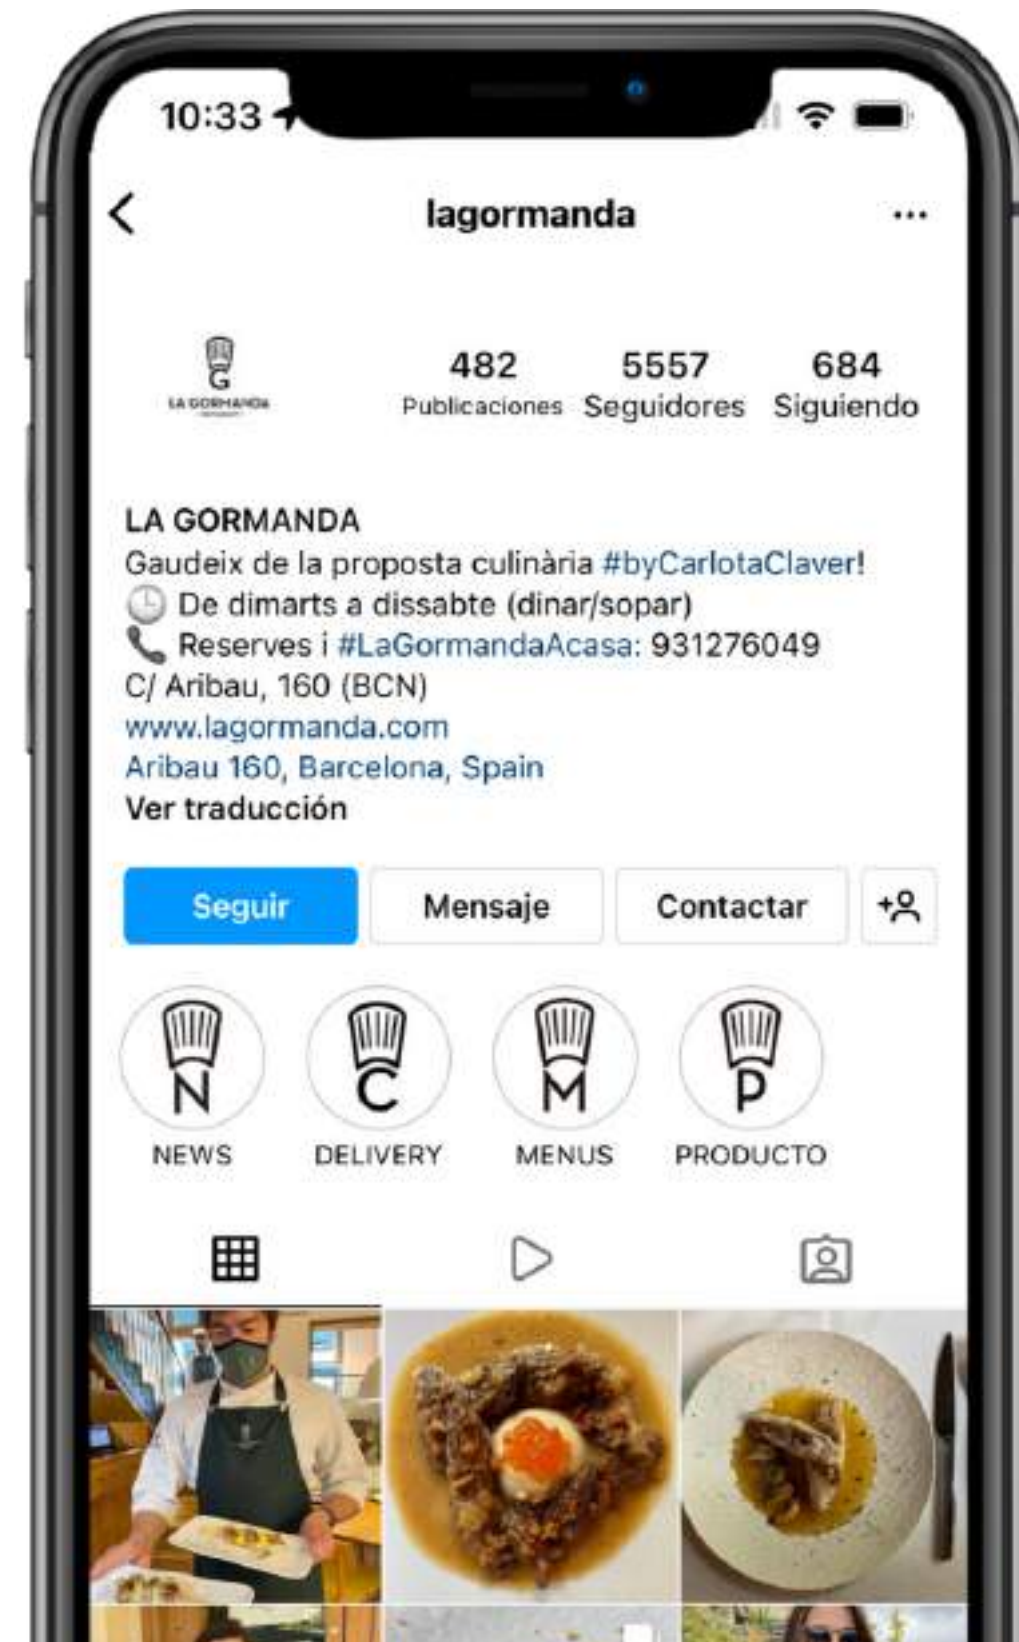 10:33
lagormanda
482 5557 684
Publicaciones Seguidores Siguiendo
G
LA GORMANDA
LA GORMANDA
Gaudeix de la proposta culinària #byCarlotaClaver!
De dimarts a dissabte (dinar/sopar)
Reserves i #LaGormandaAcasa: 931276049
C/ Aribau, 160 (BCN)
www.lagormanda.com
Aribau 160, Barcelona, Spain
Ver traducción
Seguir Mensaje Contactar
N C M P
NEWS DELIVERY MENUS PRODUCTO